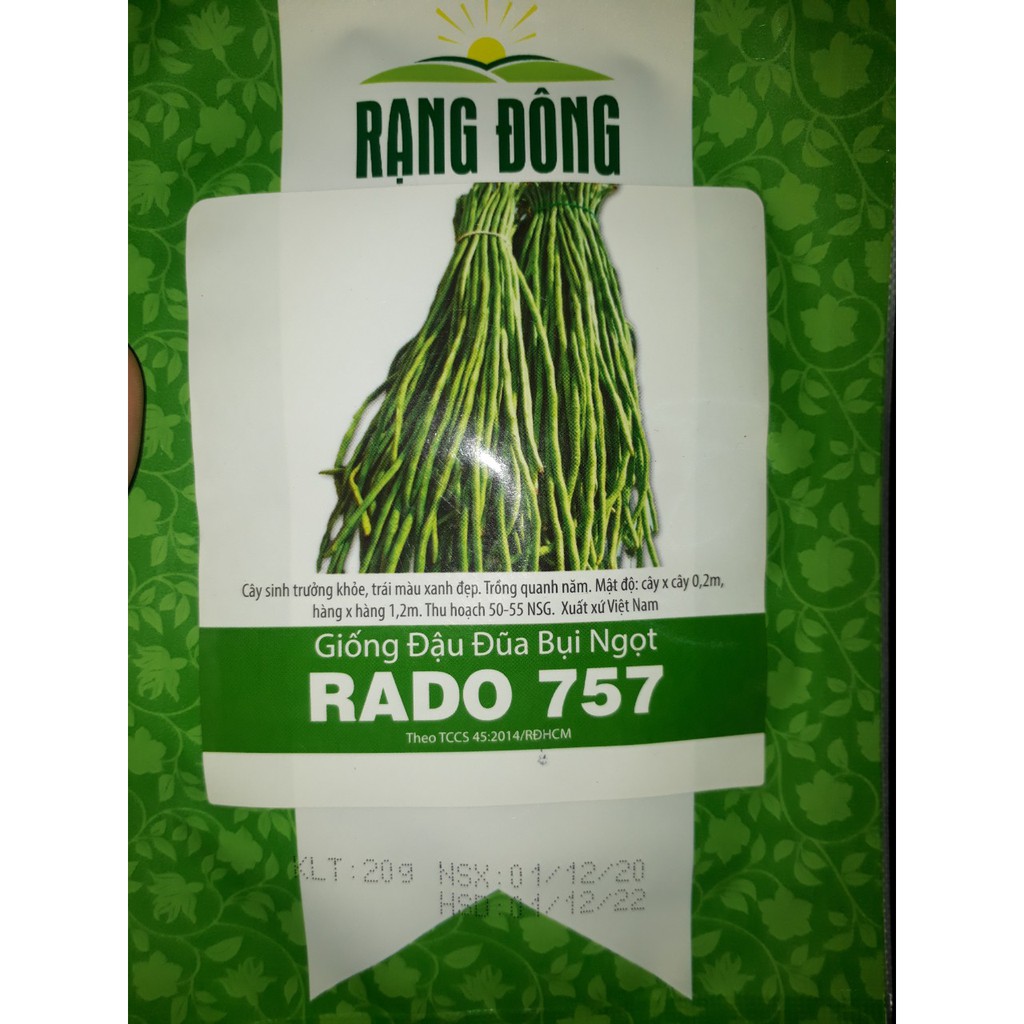 RẠNG ĐÔNG
Cây sinh trưởng khỏe, trái màu xanh đẹp. Trồng quanh năm. Mật độ: cây x cây 0,2m,
hàng x hàng 1,2m. Thu hoạch 50-55 NSG. Xuất xứ Việt Nam
Giống Đậu Đũa Bụi Ngọt
RADO 757
Theo TCCS 45:2014/RĐHCM
KLT:20g NSX:01/12/20
HSD:01/12/22